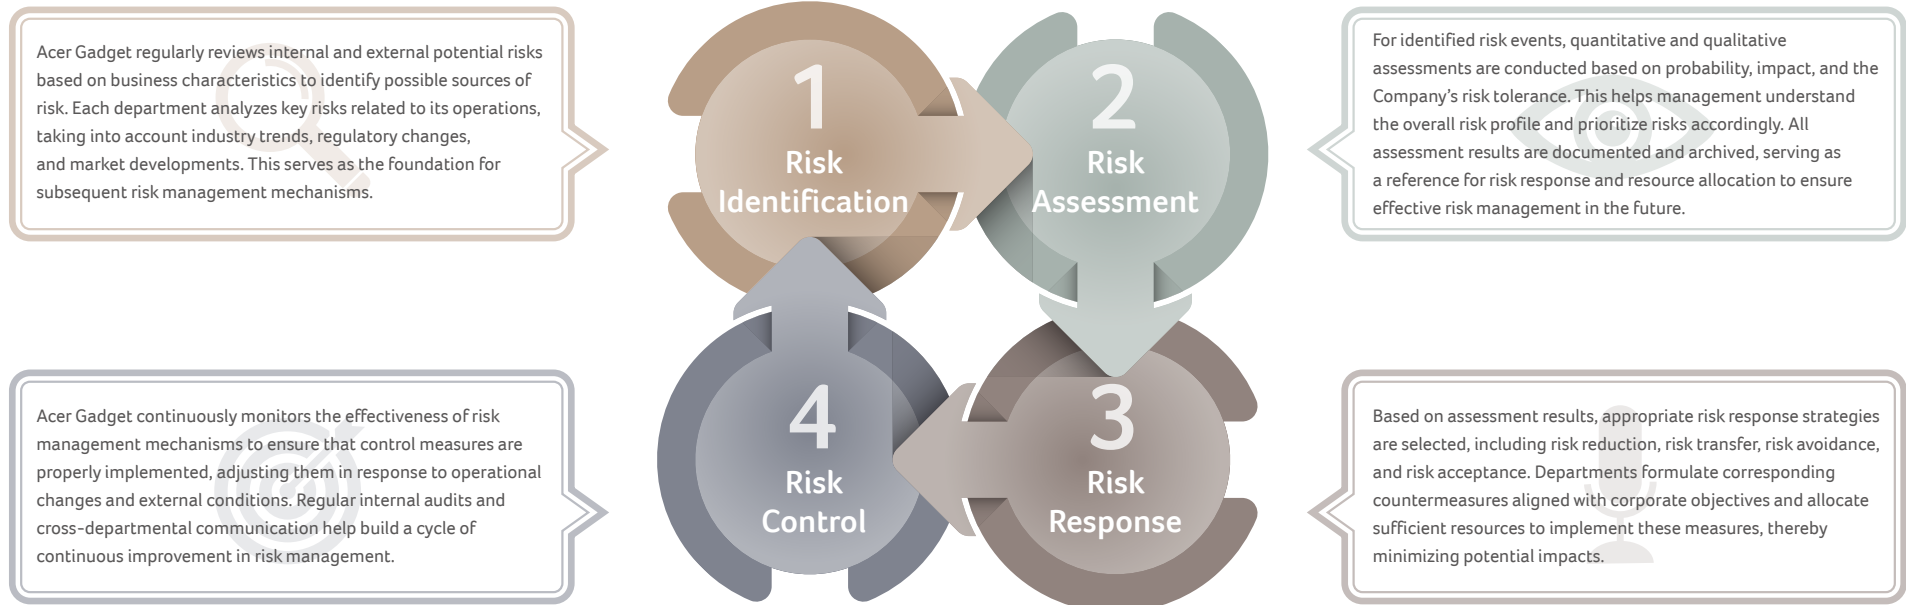 Acer Gadget regularly reviews internal and external potential risks
based on business characteristics to identify possible sources of
risk. Each department analyzes key risks related to its operations,
taking into account industry trends, regulatory changes,
and market developments. This serves as the foundation for
subsequent risk management mechanisms.
1
Risk
Identification
2
Risk
Assessment
For identified risk events, quantitative and qualitative
assessments are conducted based on probability, impact, and the
Company’s risk tolerance. This helps management understand
the overall risk profile and prioritize risks accordingly. All
assessment results are documented and archived, serving as
a reference for risk response and resource allocation to ensure
effective risk management in the future.
Acer Gadget continuously monitors the effectiveness of risk
management mechanisms to ensure that control measures are
properly implemented, adjusting them in response to operational
changes and external conditions. Regular internal audits and
cross-departmental communication help build a cycle of
continuous improvement in risk management.
4
Risk
Control
3
Risk
Response
Based on assessment results, appropriate risk response strategies
are selected, including risk reduction, risk transfer, risk avoidance,
and risk acceptance. Departments formulate corresponding
countermeasures aligned with corporate objectives and allocate
sufficient resources to implement these measures, thereby
minimizing potential impacts.